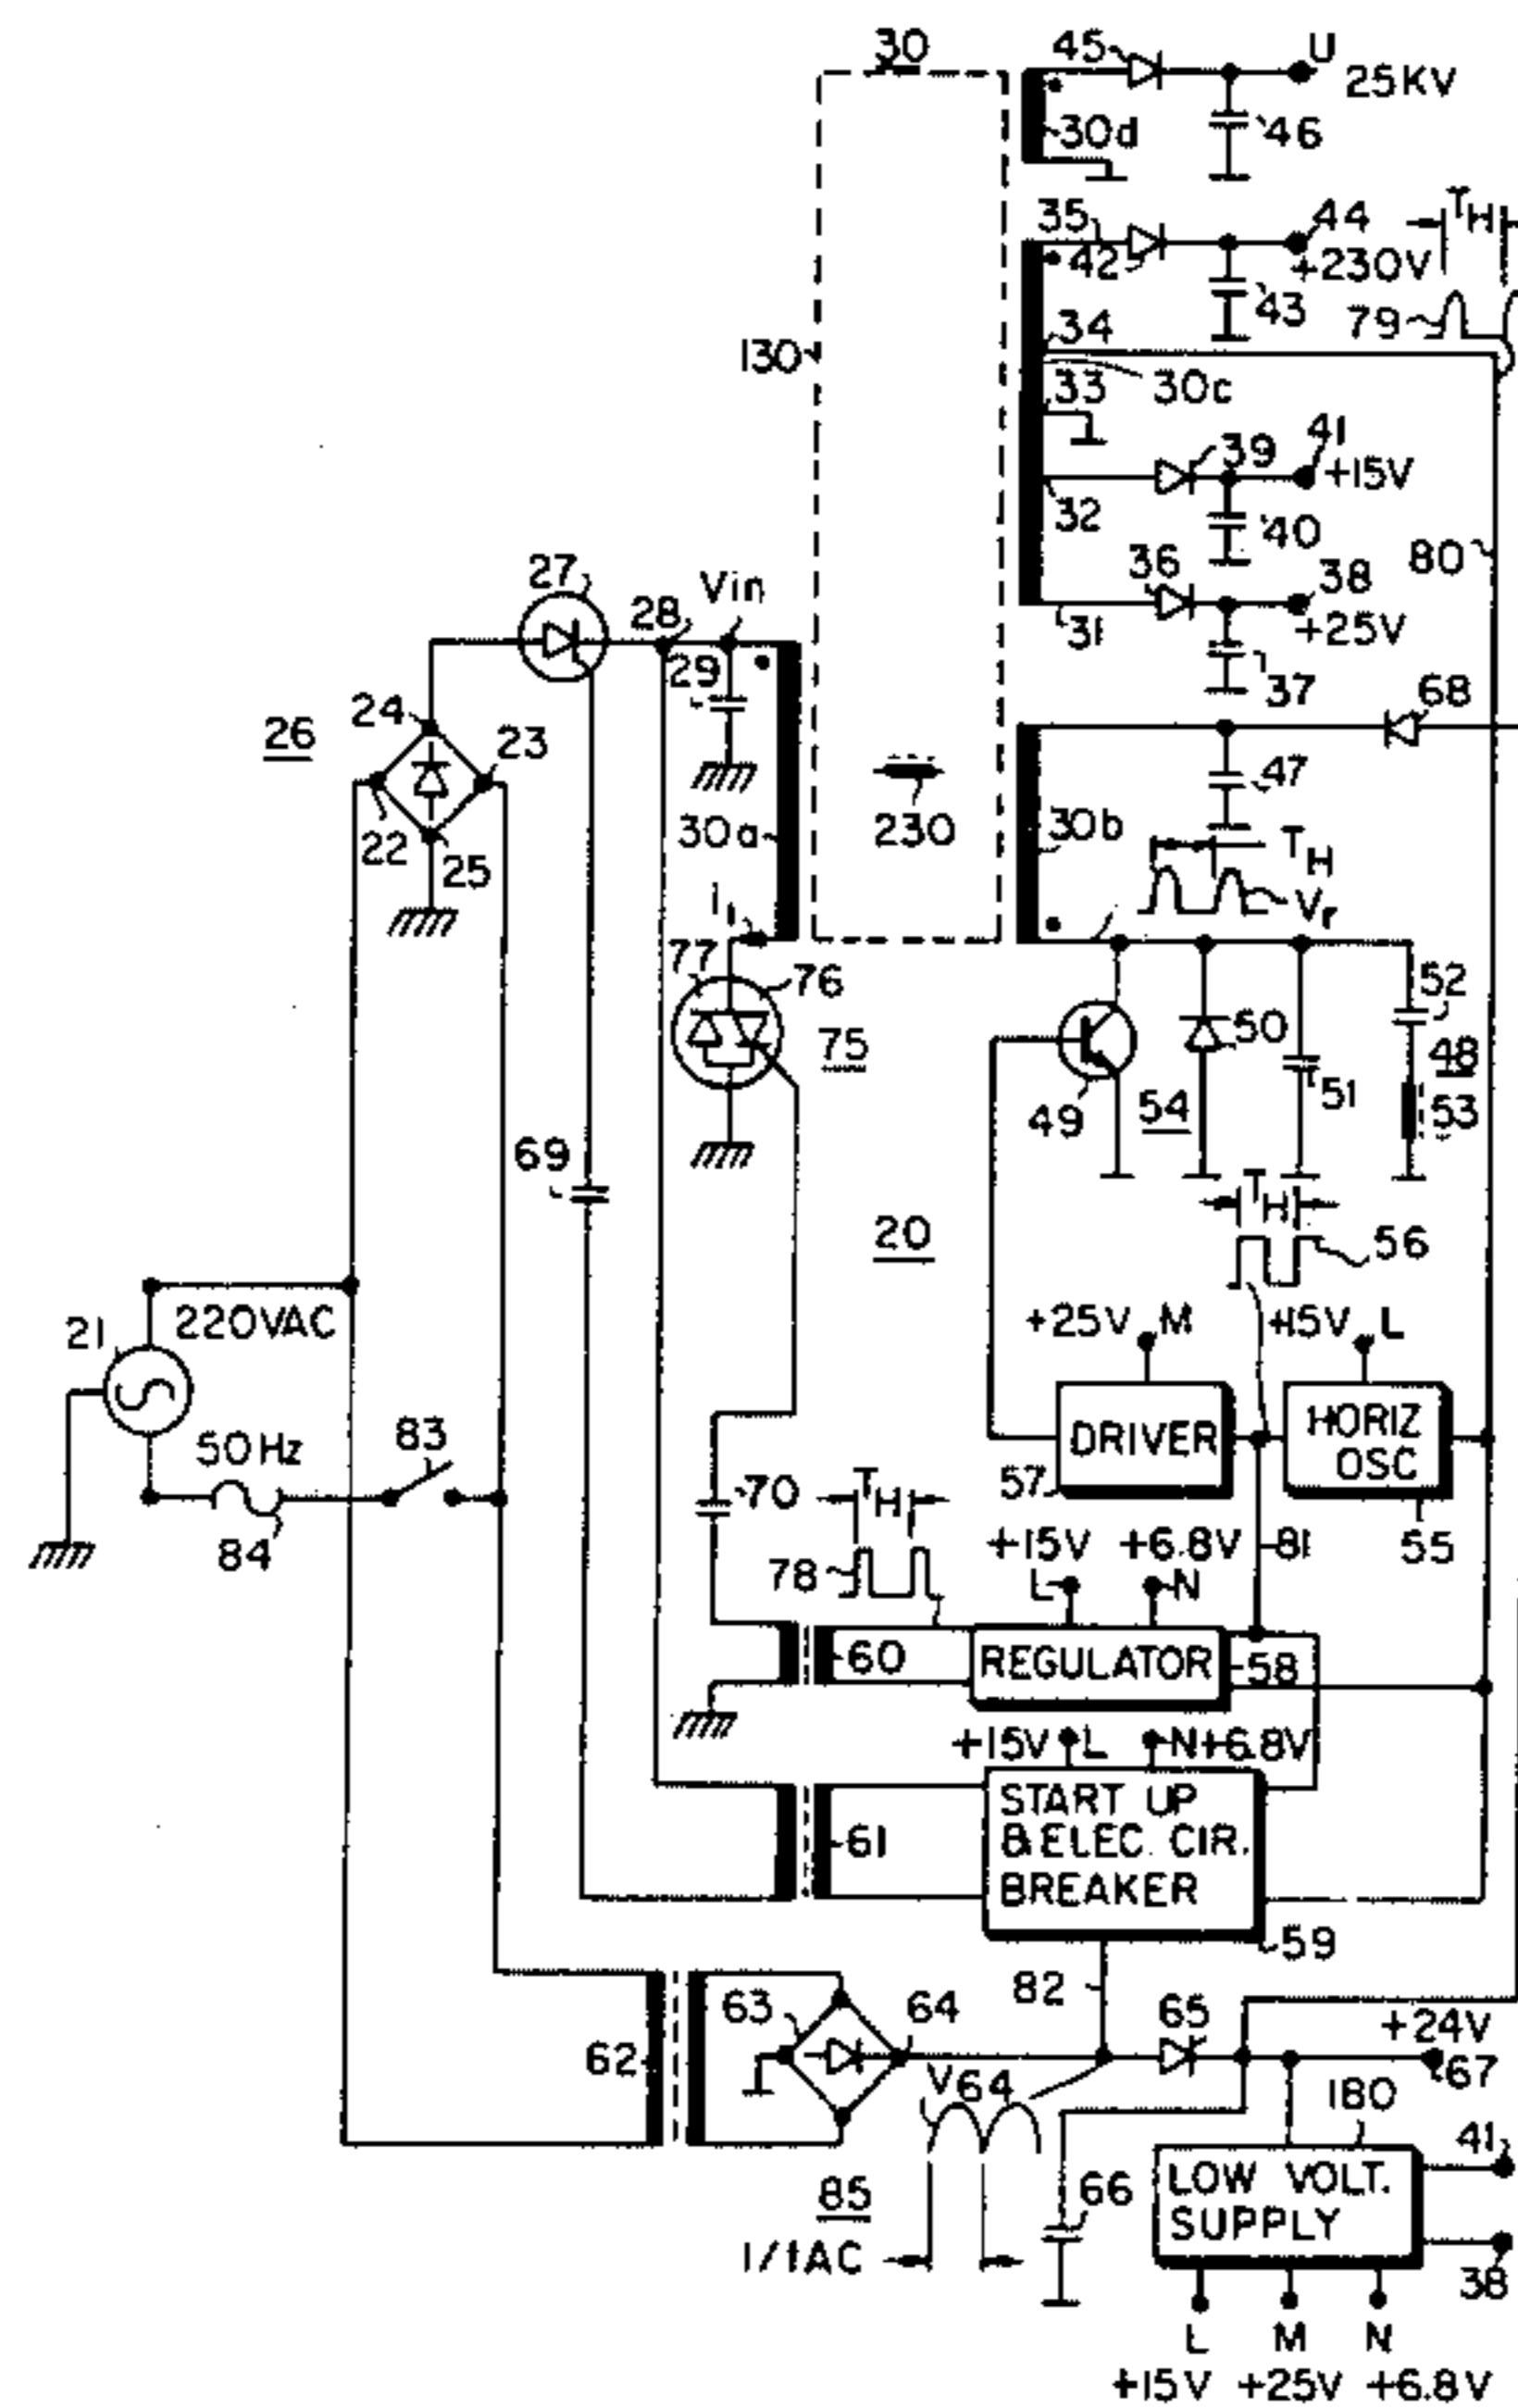 30
45
U
25KV
30d
46
TH
35
44
42
+230V
43
79
34
130
30c
33
39
41
+15V
32
40
80
27
36
38
28
Vin
31
+25V
29
37
68
24
23
26
47
22
25
30a
230
30b
TH
Vr
i1
77
76
52
75
50
48
51
53
49
54
69
TH
20
56
220VAC
+25V M
+15V L
21
50Hz
83
DRIVER
HORIZ
OSC
57
84
70
TH
+15V
+6.8V
81
55
78
L
N
60
REGULATOR
58
+15V L
N+6.8V
START UP
& ELEC. CIR.
BREAKER
61
59
82
63
64
65
+24V
62
67
V64
180
41
85
66
LOW VOLT.
SUPPLY
1/fAC
38
L
M
N
+15V
+25V
+6.8V